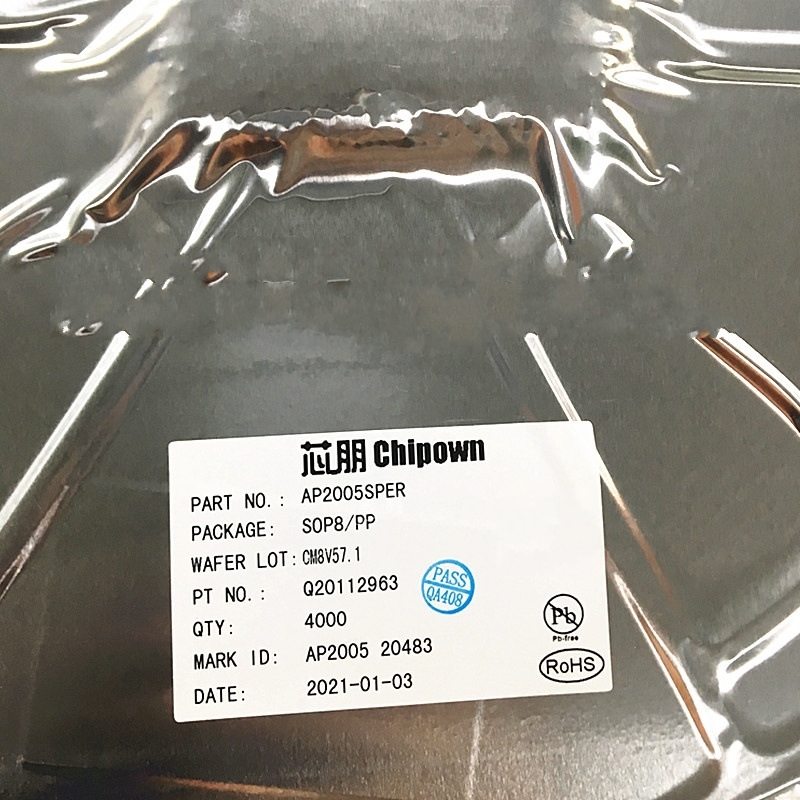 芯朋 Chipown
PART NO.: AP2005SPER
PACKAGE: SOP8/PP
WAFER LOT: CM8V57.1
PT NO.: Q20112963
PASS
QA408
QTY: 4000
MARK ID: AP2005 20483
DATE: 2021-01-03
Pb
Pb-free
RoHS